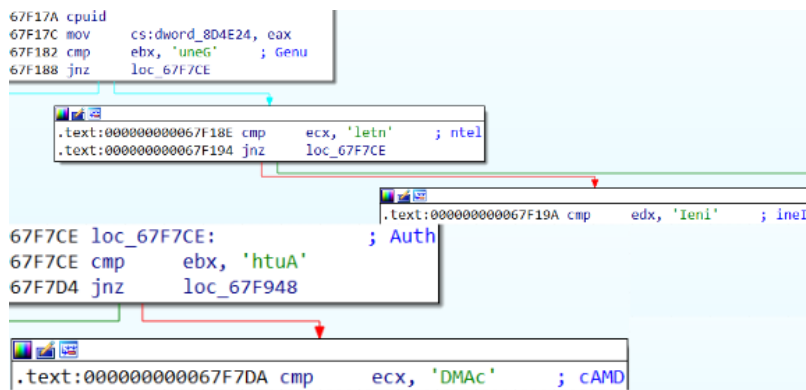 67F17A cpuid
67F17C mov cs:dword_8D4E24, eax
67F182 cmp ebx, 'uneG' ; Genu
67F188 jnz loc_67F7CE
.text:000000000067F18E cmp ecx, 'letn' ; ntel
.text:000000000067F194 jnz loc_67F7CE
.text:000000000067F19A cmp edx, 'Ieni' ; ineI
67F7CE loc_67F7CE: ; Auth
67F7CE cmp ebx, 'htuA'
67F7D4 jnz loc_67F948
.text:000000000067F7DA cmp ecx, 'DMAc' ; cAMD